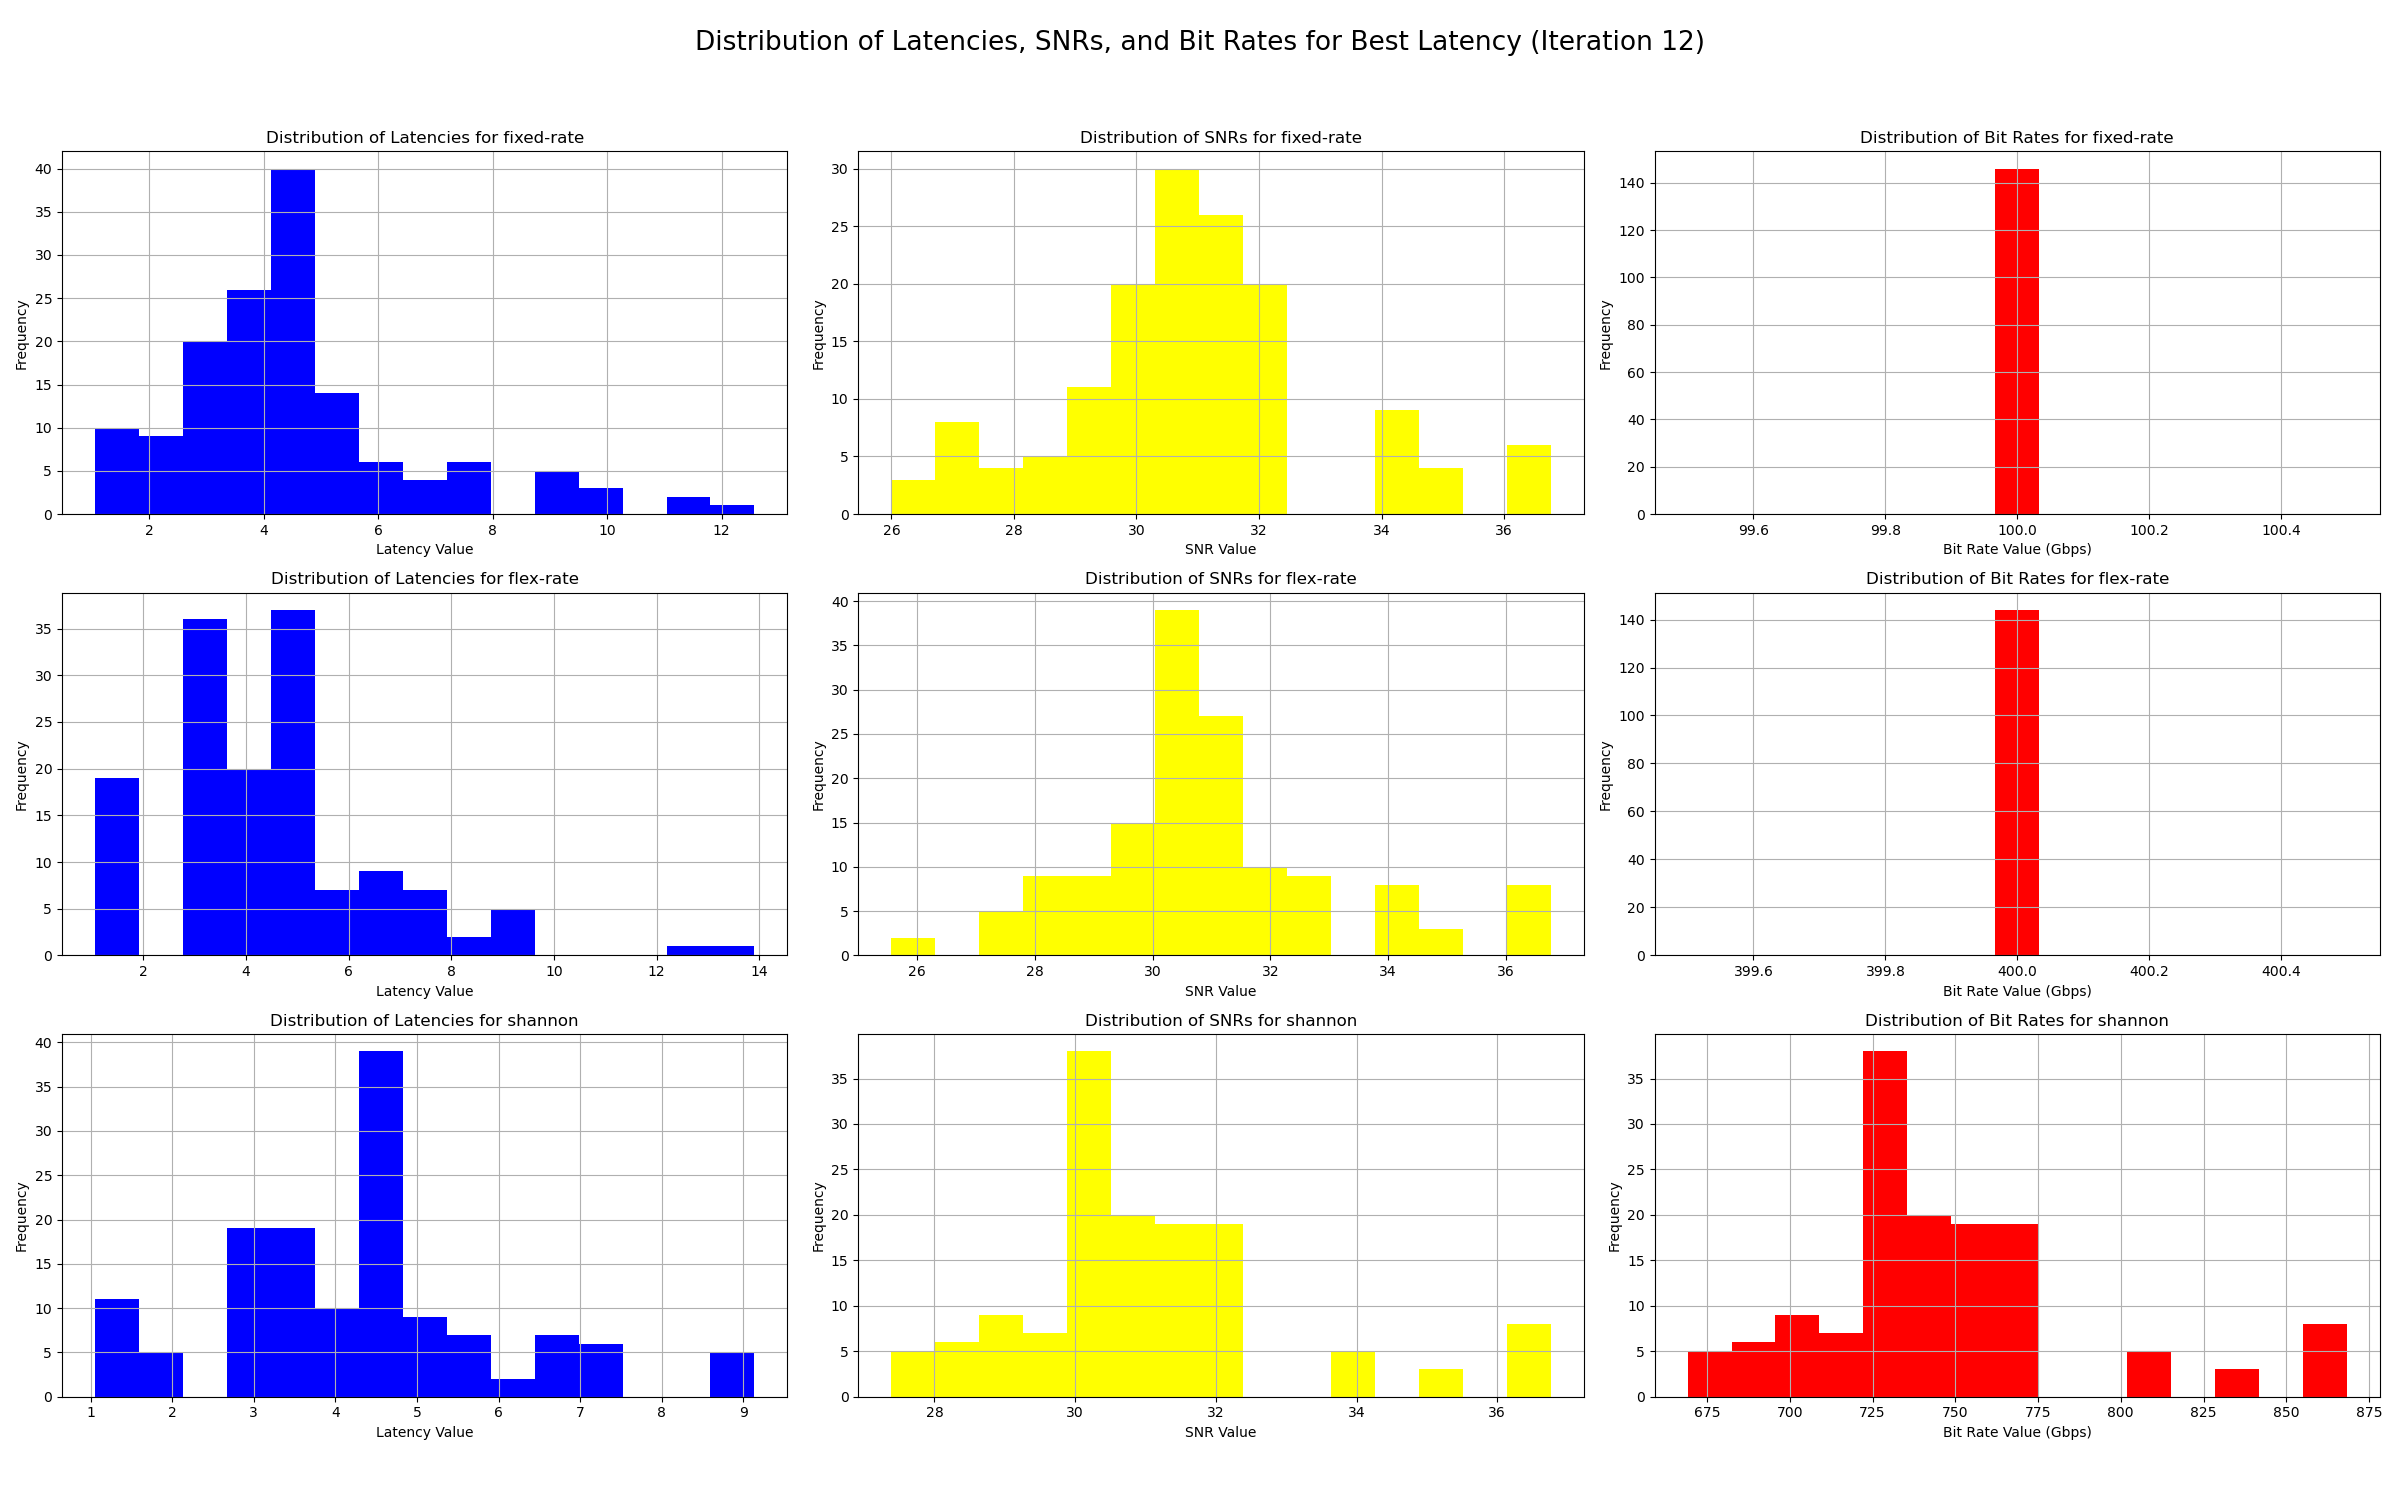 Distribution of Latencies, SNRs, and Bit Rates for Best Latency (Iteration 12)
Distribution of Latencies for fixed-rate
Frequency
40
35
30
25
20
15
10
5
0
2 4 6 8 10 12
Latency Value
Distribution of SNRs for fixed-rate
Frequency
30
25
20
15
10
5
0
26 28 30 32 34 36
SNR Value
Distribution of Bit Rates for fixed-rate
Frequency
140
120
100
80
60
40
20
0
99.6 99.8 100.0 100.2 100.4
Bit Rate Value (Gbps)
Distribution of Latencies for flex-rate
Frequency
35
30
25
20
15
10
5
0
2 4 6 8 10 12 14
Latency Value
Distribution of SNRs for flex-rate
Frequency
40
35
30
25
20
15
10
5
0
26 28 30 32 34 36
SNR Value
Distribution of Bit Rates for flex-rate
Frequency
140
120
100
80
60
40
20
0
399.6 399.8 400.0 400.2 400.4
Bit Rate Value (Gbps)
Distribution of Latencies for shannon
Frequency
40
35
30
25
20
15
10
5
0
1 2 3 4 5 6 7 8 9
Latency Value
Distribution of SNRs for shannon
Frequency
35
30
25
20
15
10
5
0
28 30 32 34 36
SNR Value
Distribution of Bit Rates for shannon
Frequency
35
30
25
20
15
10
5
0
675 700 725 750 775 800 825 850 875
Bit Rate Value (Gbps)